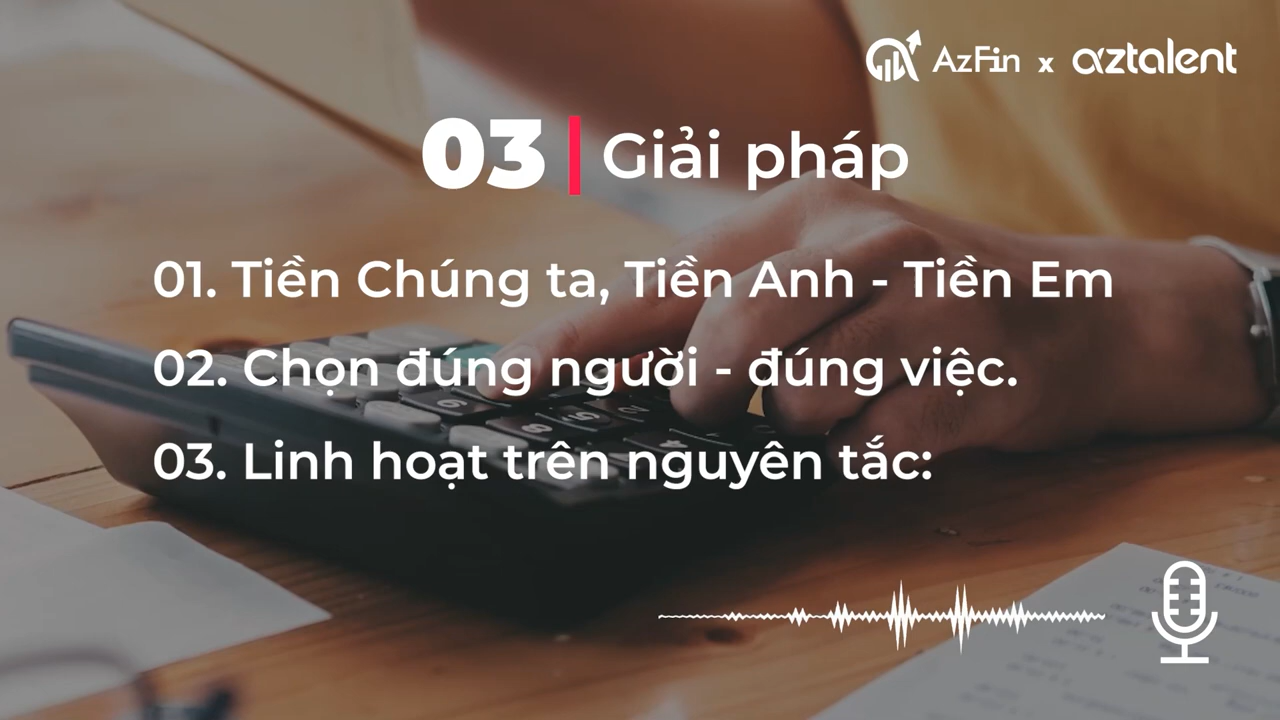 AzFin x aztalent
03 | Giải pháp
01. Tiền Chúng ta, Tiền Anh - Tiền Em
02. Chọn đúng người - đúng việc.
03. Linh hoạt trên nguyên tắc: